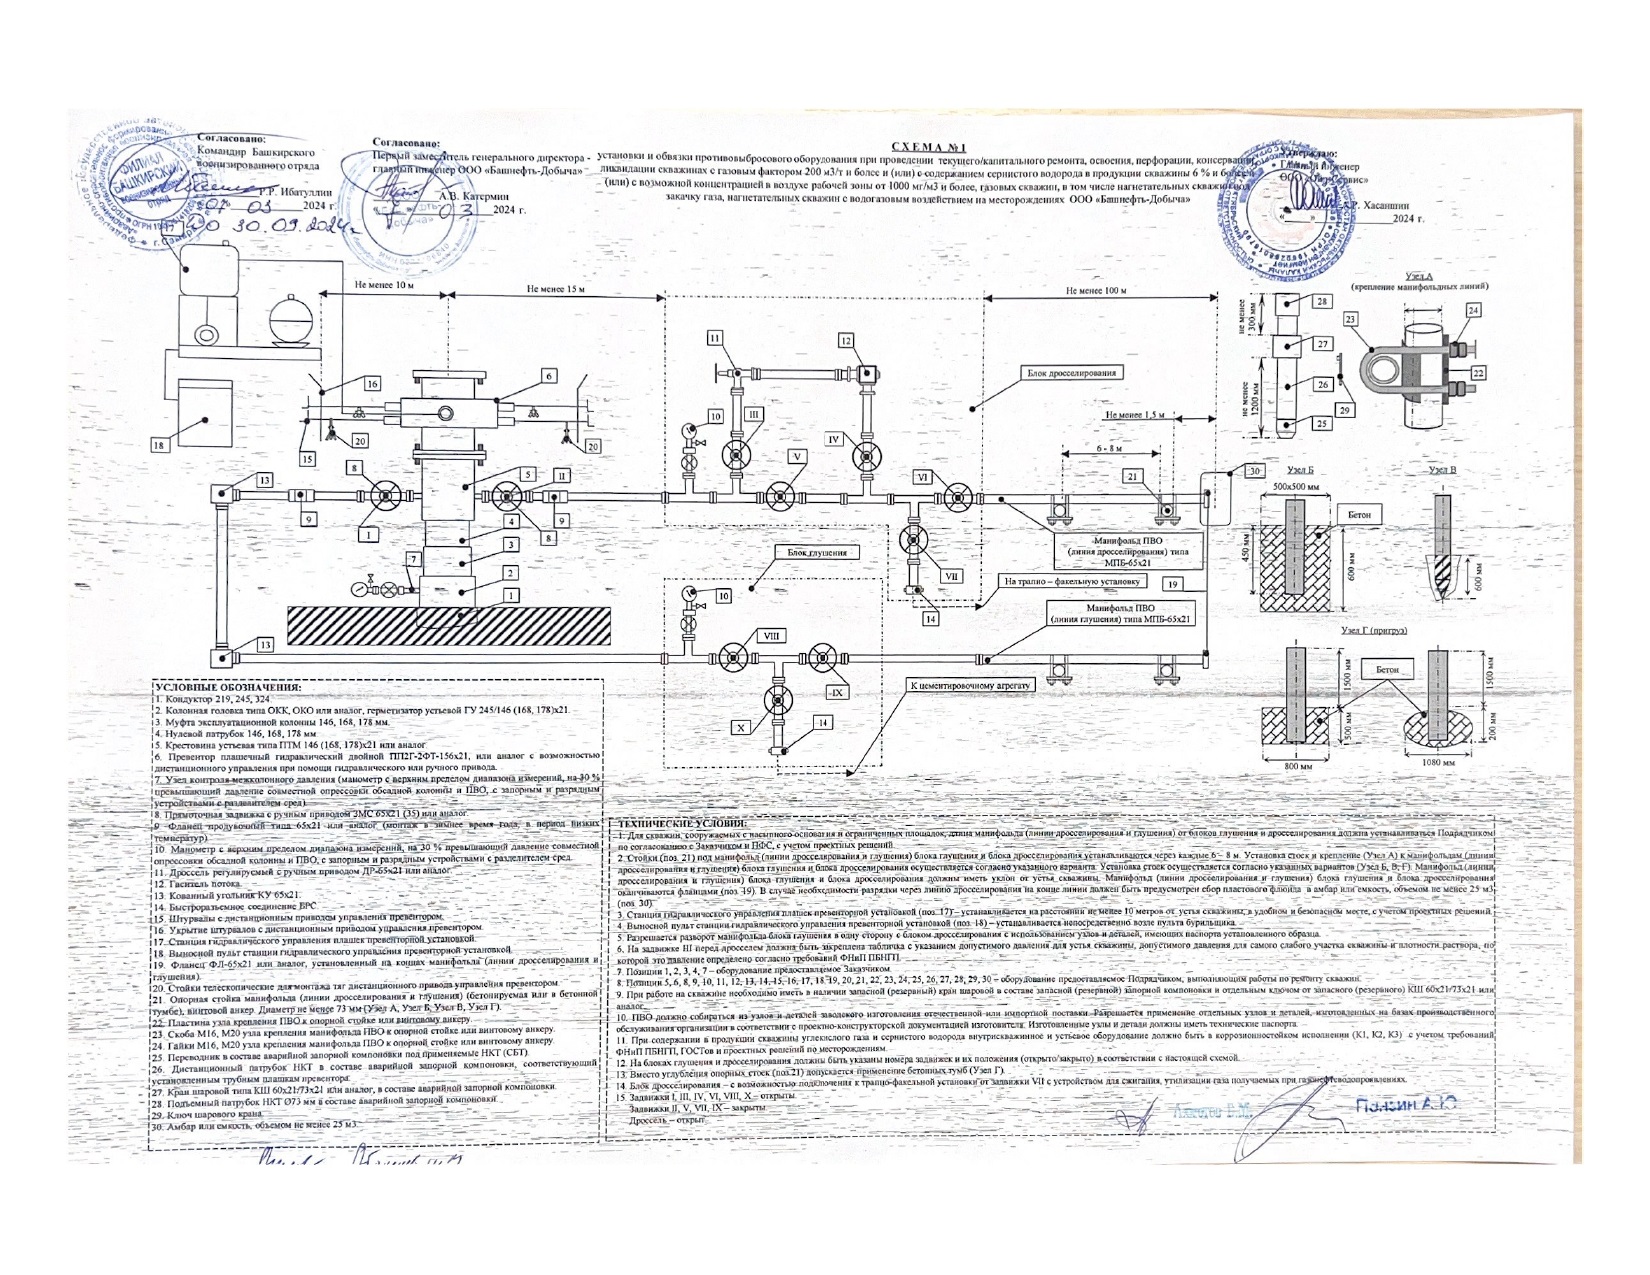 Согласовано:
Командир Башкирского
военизированного отряда
Р.Р. Ибатуллин
07 03 2024 г.
до 30.09.2024г
ФИЛИАЛ
БАШКИРСКИЙ
Согласовано:
Первый заместитель генерального директора -
главный инженер ООО «Башнефть-Добыча»
А.В. Катермин
03 2024 г.
СХЕМА №1
установки и обвязки противовыбросового оборудования при проведении текущего/капитального ремонта, освоения, перфорации, консервации,
ликвидации скважинах с газовым фактором 200 м3/т и более и (или) с содержанием сернистого водорода в продукции скважины 6 % и более и
(или) с возможной концентрацией в воздухе рабочей зоны от 1000 мг/м3 и более, газовых скважин, в том числе нагнетательных скважин под
закачку газа, нагнетательных скважин с водогазовым воздействием на месторождениях ООО «Башнефть-Добыча»
Утверждаю:
Главный инженер
Р. Хасаншин
2024 г.
Не менее 10 м
Не менее 15 м
Не менее 100 м
Узел А
(крепление манифольдных линий)
не менее
300 мм
не менее
1200 мм
28
27
26
25
29
23
24
22
11
12
16
6
10
III
IV
18
15
20
20
Блок дросселирования
Не менее 1,5 м
6 - 8 м
13
8
5
II
V
VI
21
30
9
I
4
9
8
3
7
2
1
Манифольд ПВО
(линия дросселирования) типа
МПБ-65х21
VII
На трапно – факельную установку
19
14
Манифольд ПВО
(линия глушения) типа МПБ-65х21
Блок глушения
10
13
VIII
IX
X
14
К цементировочному агрегату
Узел Б
500х500 мм
Бетон
450 мм
600 мм
Узел В
600 мм
Узел Г (пригруз)
Бетон
1500 мм
500 мм
800 мм
1500 мм
200 мм
1080 мм
УСЛОВНЫЕ ОБОЗНАЧЕНИЯ:
1. Кондуктор 219, 245, 324.
2. Колонная головка типа ОКК, ОКО или аналог, герметизатор устьевой ГУ 245/146 (168, 178)х21.
3. Муфта эксплуатационной колонны 146, 168, 178 мм.
4. Нулевой патрубок 146, 168, 178 мм
5. Крестовина устьевая типа ПТМ 146 (168, 178)х21 или аналог
6. Превентор плашечный гидравлический двойной ПП2Г-2ФТ-156х21, или аналог с возможностью
дистанционного управления при помощи гидравлического или ручного привода.
7. Узел контроля межколонного давления (манометр с верхним пределом диапазона измерений, на 30 %
превышающий давление совместной опрессовки обсадной колонны и ПВО, с запорным и разрядным
устройствами с разделителем сред).
8. Прямоточная задвижка с ручным приводом ЗМС 65х21 (35) или аналог.
9. Фланец продувочный типа 65х21 или аналог (монтаж в зимнее время года, в период низких
температур)
10. Манометр с верхним пределом диапазона измерений, на 30 % превышающий давление совместной
опрессовки обсадной колонны и ПВО, с запорным и разрядным устройствами с разделителем сред.
11. Дроссель регулируемый с ручным приводом ДР-65х21 или аналог.
12. Гаситель потока.
13. Кованный угольник КУ 65х21.
14. Быстроразъемное соединение БРС.
15. Штурвалы с дистанционным приводом управления превентором.
16. Укрытие штурвалов с дистанционным приводом управления превентором.
17. Станция гидравлического управления плашек превенторной установкой.
18. Выносной пульт станции гидравлического управления превенторной установкой.
19. Фланец ФЛ-65х21 или аналог, установленный на концах манифольда (линии дросселирования и
глушения).
20. Стойки телескопические для монтажа тяг дистанционного привода управления превентором.
21. Опорная стойка манифольда (линии дросселирования и глушения) (бетонируемая или в бетонной
тумбе), винтовой анкер. Диаметр не менее 73 мм (Узел А, Узел Б, Узел В, Узел Г).
22. Пластина узла крепления ПВО к опорной стойке или винтовому анкеру.
23. Скоба М16, М20 узла крепления манифольда ПВО к опорной стойке или винтовому анкеру.
24. Гайки М16, М20 узла крепления манифольда ПВО к опорной стойке или винтовому анкеру.
25. Переводник в составе аварийной запорной компоновки под применяемые НКТ (СБТ).
26. Дистанционный патрубок НКТ в составе аварийной запорной компоновки, соответствующий
установленным трубным плашкам превентора.
27. Кран шаровой типа КШ 60х21/73х21 или аналог, в составе аварийной запорной компоновки.
28. Подъемный патрубок НКТ Ø73 мм в составе аварийной запорной компоновки.
29. Ключ шарового крана.
30. Амбар или емкость, объемом не менее 25 м3.
ТЕХНИЧЕСКИЕ УСЛОВИЯ:
1. Для скважин, сооружаемых с насыпного основания и ограниченных площадок, длина манифольда (линии дросселирования и глушения) от блоков глушения и дросселирования должна устанавливаться Подрядчиком
по согласованию с Заказчиком и ПФС, с учетом проектных решений.
2. Стойки (поз. 21) под манифольд (линии дросселирования и глушения) блока глушения и блока дросселирования устанавливаются через каждые 6 – 8 м. Установка стоек и крепление (Узел А) к манифольдам (линии
дросселирования и глушения) блока глушения и блока дросселирования осуществляется согласно указанного варианта. Установка стоек осуществляется согласно указанных вариантов (Узел Б, В, Г). Манифольд (линии
дросселирования и глушения) блока глушения и блока дросселирования должны иметь уклон от устья скважины. Манифольд (линии дросселирования и глушения) блока глушения и блока дросселирования
оканчиваются фланцами (поз. 19). В случае необходимости разрядки через линию дросселирования на конце линии должен быть предусмотрен сбор пластового флюида в амбар или емкость, объемом не менее 25 м3
(поз. 30).
3. Станция гидравлического управления плашек превенторной установкой (поз. 17) – устанавливается на расстоянии не менее 10 метров от устья скважины, в удобном и безопасном месте, с учетом проектных решений.
4. Выносной пульт станции гидравлического управления превенторной установкой (поз. 18) – устанавливается непосредственно возле пульта бурильщика.
5. Разрешается разворот манифольда блока глушения в одну сторону с блоком дросселирования с использованием узлов и деталей, имеющих паспорта установленного образца.
6. На задвижке III перед дросселем должна быть закреплена табличка с указанием допустимого давления для устья скважины, допустимого давления для самого слабого участка скважины и плотности раствора, по
которой это давление определено согласно требований ФНиП ПБНГП.
7. Позиции 1, 2, 3, 4, 7 – оборудование предоставляемое Заказчиком.
8. Позиции 5, 6, 8, 9, 10, 11, 12, 13, 14, 15, 16, 17, 18, 19, 20, 21, 22, 23, 24, 25, 26, 27, 28, 29, 30 – оборудование предоставляемое Подрядчиком, выполняющим работы по ремонту скважин.
9. При работе на скважине необходимо иметь в наличии запасной (резервный) кран шаровой в составе запасной (резервной) запорной компоновки и отдельным ключом от запасного (резервного) КШ 60х21/73х21 или
аналог.
10. ПВО должно собираться из узлов и деталей заводского изготовления отечественной или импортной поставки. Разрешается применение отдельных узлов и деталей, изготовленных на базах производственного
обслуживания организации в соответствии с проектно-конструкторской документацией изготовителя. Изготовленные узлы и детали должны иметь технические паспорта.
11. При содержании в продукции скважины углекислого газа и сернистого водорода внутрискважинное и устьевое оборудование должно быть в коррозионностойком исполнении (К1, К2, К3) с учетом требований
ФНиП ПБНГП, ГОСТов и проектных решений по месторождениям.
12. На блоках глушения и дросселирования должны быть указаны номера задвижек и их положения (открыто/закрыто) в соответствии с настоящей схемой.
13. Вместо углубления опорных стоек (поз.21) допускается применение бетонных тумб (Узел Г).
14. Блок дросселирования – с возможностью подключения к трапно-факельной установки от задвижки VII с устройством для сжигания, утилизации газа получаемых при газонефтеводопроявлениях.
15. Задвижки I, III, IV, VI, VIII, X – открыты.
Задвижки II, V, VII, IX – закрыты.
Дроссель – открыт.